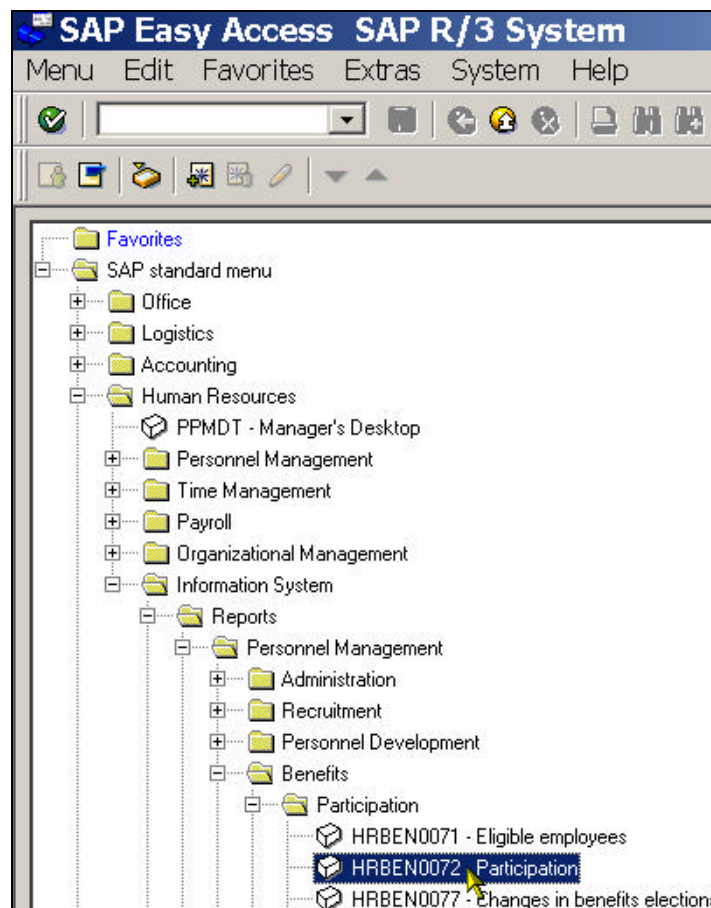 SAP Easy Access SAP R/3 System
Menu Edit Favorites Extras System Help
Favorites
SAP standard menu
Office
Logistics
Accounting
Human Resources
PPMDT - Manager's Desktop
Personnel Management
Time Management
Payroll
Organizational Management
Information System
Reports
Personnel Management
Administration
Recruitment
Personnel Development
Benefits
Participation
HRBEN0071 - Eligible employees
HRBEN0072 - Participation
HRBEN0077 - Changes in benefits elections